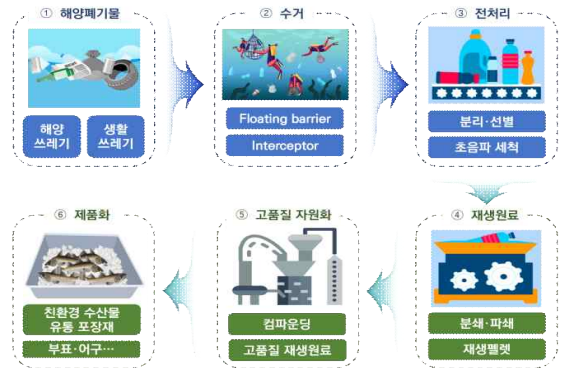 ① 해양폐기물
해양
쓰레기
생활
쓰레기
② 수거
Floating barrier
Interceptor
③ 전처리
분리·선별
초음파 세척
④ 재생원료
분쇄·파쇄
재생펠렛
⑤ 고품질 자원화
컴파운딩
고품질 재생원료
⑥ 제품화
친환경 수산물
유통 포장재
부표·어구…